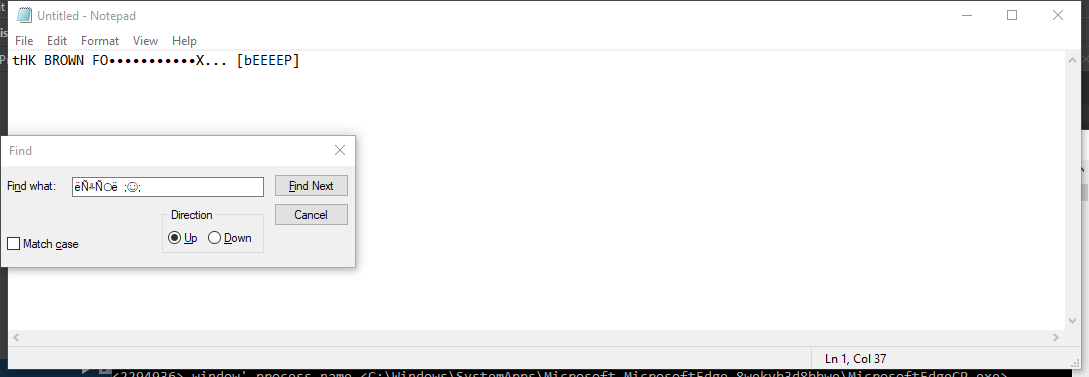 Untitled - Notepad
File Edit Format View Help
tHK BROWN FO•••••••••••X... [bEEEEP]
Find
Find what:
;☺;
Find Next
Cancel
Direction
Up Down
Match case
Ln 1, Col 37
<2294936> window' process name <C:\Windows\SystemApps\Microsoft.MicrosoftEdge_8wekyb3d8bbwe\MicrosoftEdgeCP.exe>